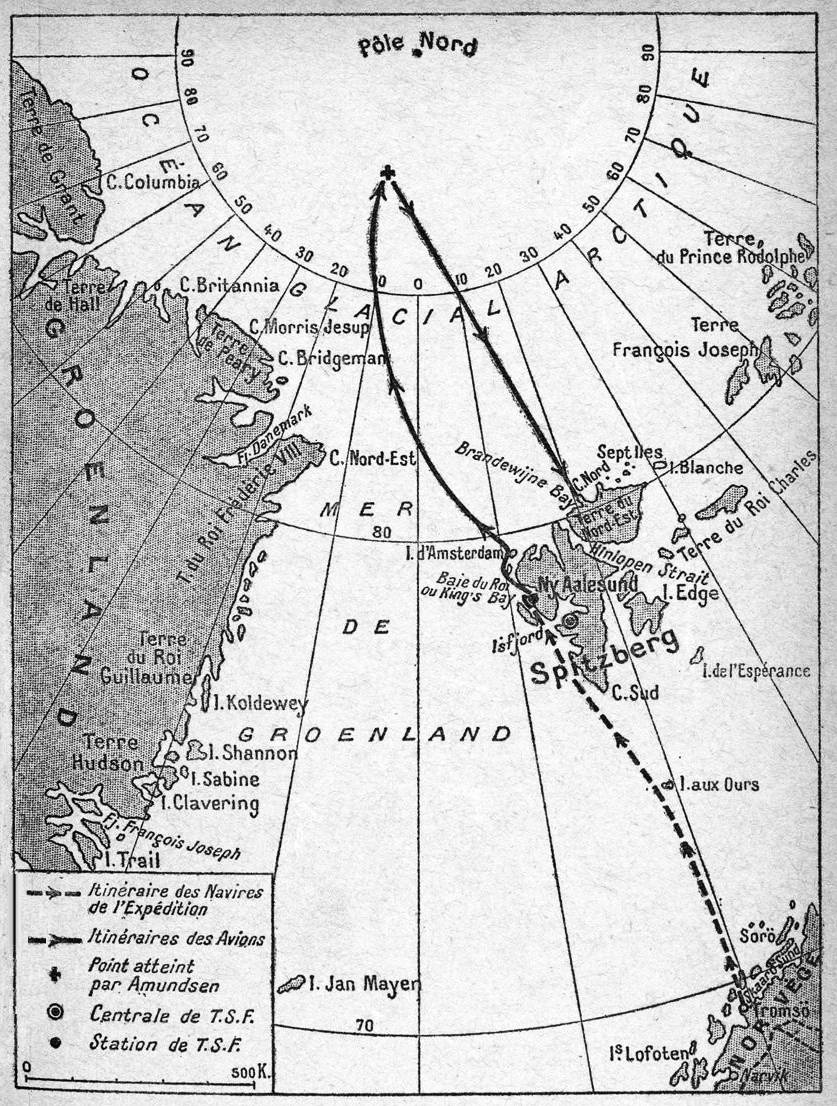 Pôle Nord
OCÉAN GLACIAL ARCTIQUE
90
80
70
60
50
40
30
20
10
0
10
20
30
40
50
60
70
80
90
Terre de Grant
C. Columbia
Terre
de Hall
C. Britannia
Terre
de Peary
C. Morris Jesup
C. Bridgeman
Terre
du Prince Rodolphe
Terre
François Joseph
GROENLAND
Fj. Danemark
C. Nord-Est
T. du Roi Frédéric VIII
MER
DE
GROENLAND
80
Brandewijne Bay
C. Nord
Sept Iles
I. Blanche
Terre du
Nord-Est
Terre du Roi Charles
I. d'Amsterdam
Hinlopen Strait
Baie du Roi
ou King's Bay
Ny Aalesund
I. Edge
Isfjord
Spitzberg
I. de l'Espérance
C. Sud
Terre
du Roi
Guillaume
I. Koldewey
Terre
Hudson
I. Shannon
I. Sabine
I. Clavering
Fj. François Joseph
I. Trail
I. aux Ours
Sorö
Tromsö
NORVÈGE
Is. Lofoten
Narvik
I. Jan Mayen
70
Itinéraire des Navires
de l'Expédition
Itinéraires des Avions
Point atteint
par Amundsen
Centrale de T.S.F.
Station de T.S.F.
0
500 K.